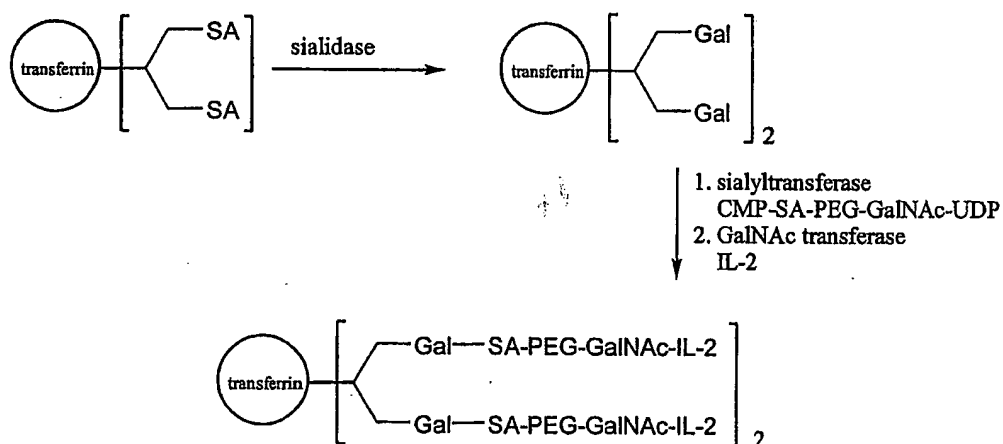 SA
transferrin
SA
sialidase
Gal
transferrin
Gal
2
1. sialyltransferase
CMP-SA-PEG-GalNAc-UDP
2. GalNAc transferase
IL-2
Gal—SA-PEG-GalNAc-IL-2
transferrin
Gal—SA-PEG-GalNAc-IL-2
2